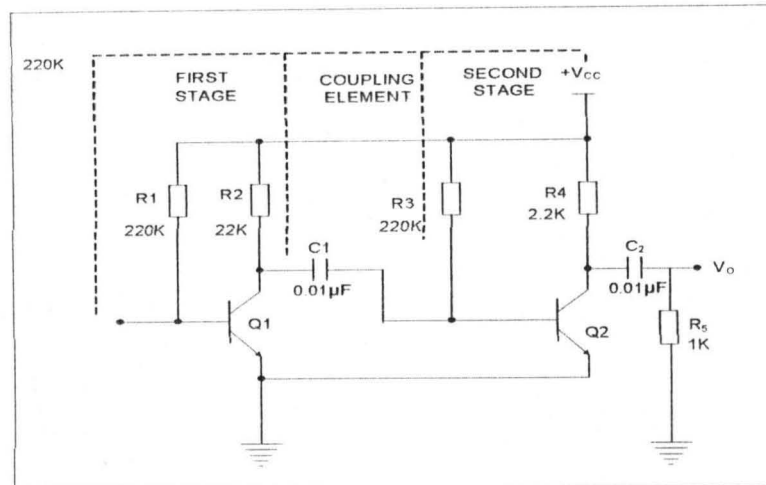 220K
FIRST
STAGE
COUPLING
ELEMENT
SECOND
STAGE
+Vcc
R1
220K
R2
22K
R3
220K
R4
2.2K
C1
0.01µF
C₂
0.01µF
Vo
Q1
Q2
R₅
1K